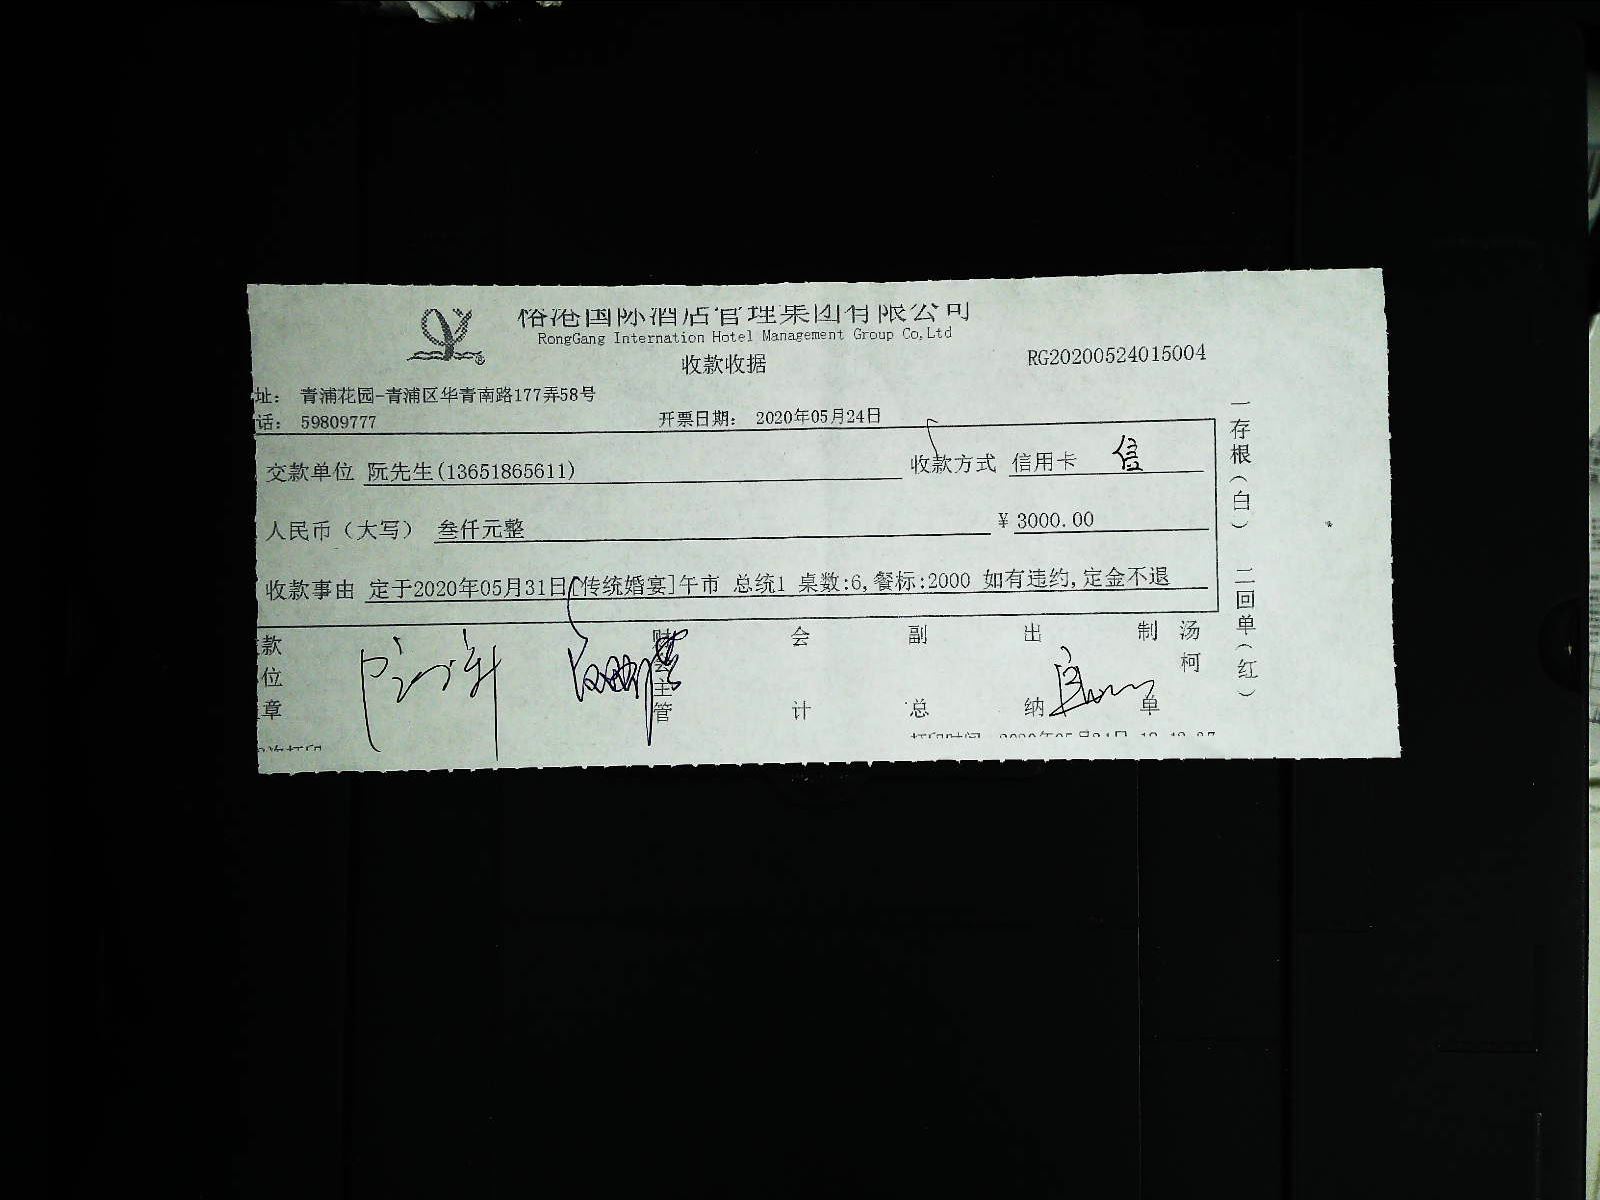 国际酒店管理集团有限公司
RongGang Internation Hotel Management Group Co,Ltd
收款收据
RG20200524015004
址： 青浦花园-青浦区华青南路177弄58号
话： 59809777 开票日期： 2020年05月24日
交款单位 阮先生(13651865611) 收款方式 信用卡 信
人民币（大写） 叁仟元整 ¥ 3000.00
收款事由 定于2020年05月31日[传统婚宴]午市 总统1 桌数:6,餐标:2000 如有违约,定金不退
款位章 财会主管 会计 副总 出纳 制单 汤柯
一存根（白） 二回单（红）